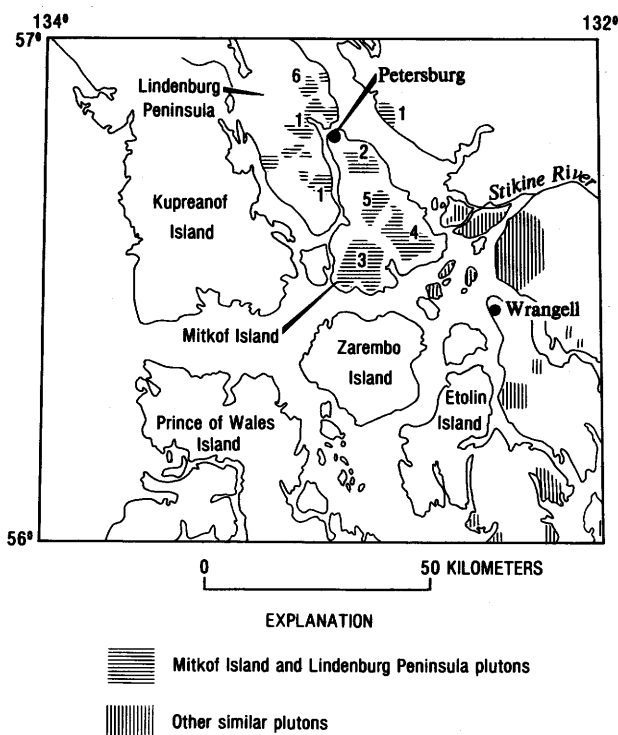 134°
132°
57°
Lindenburg
Peninsula
6
Petersburg
1
1
2
1
Stikine River
Kupreanof
Island
5
4
3
Wrangell
Mitkof Island
Zarembo
Island
Etolin
Island
Prince of Wales
Island
56°
0
50 KILOMETERS
EXPLANATION
Mitkof Island and Lindenburg Peninsula plutons
Other similar plutons